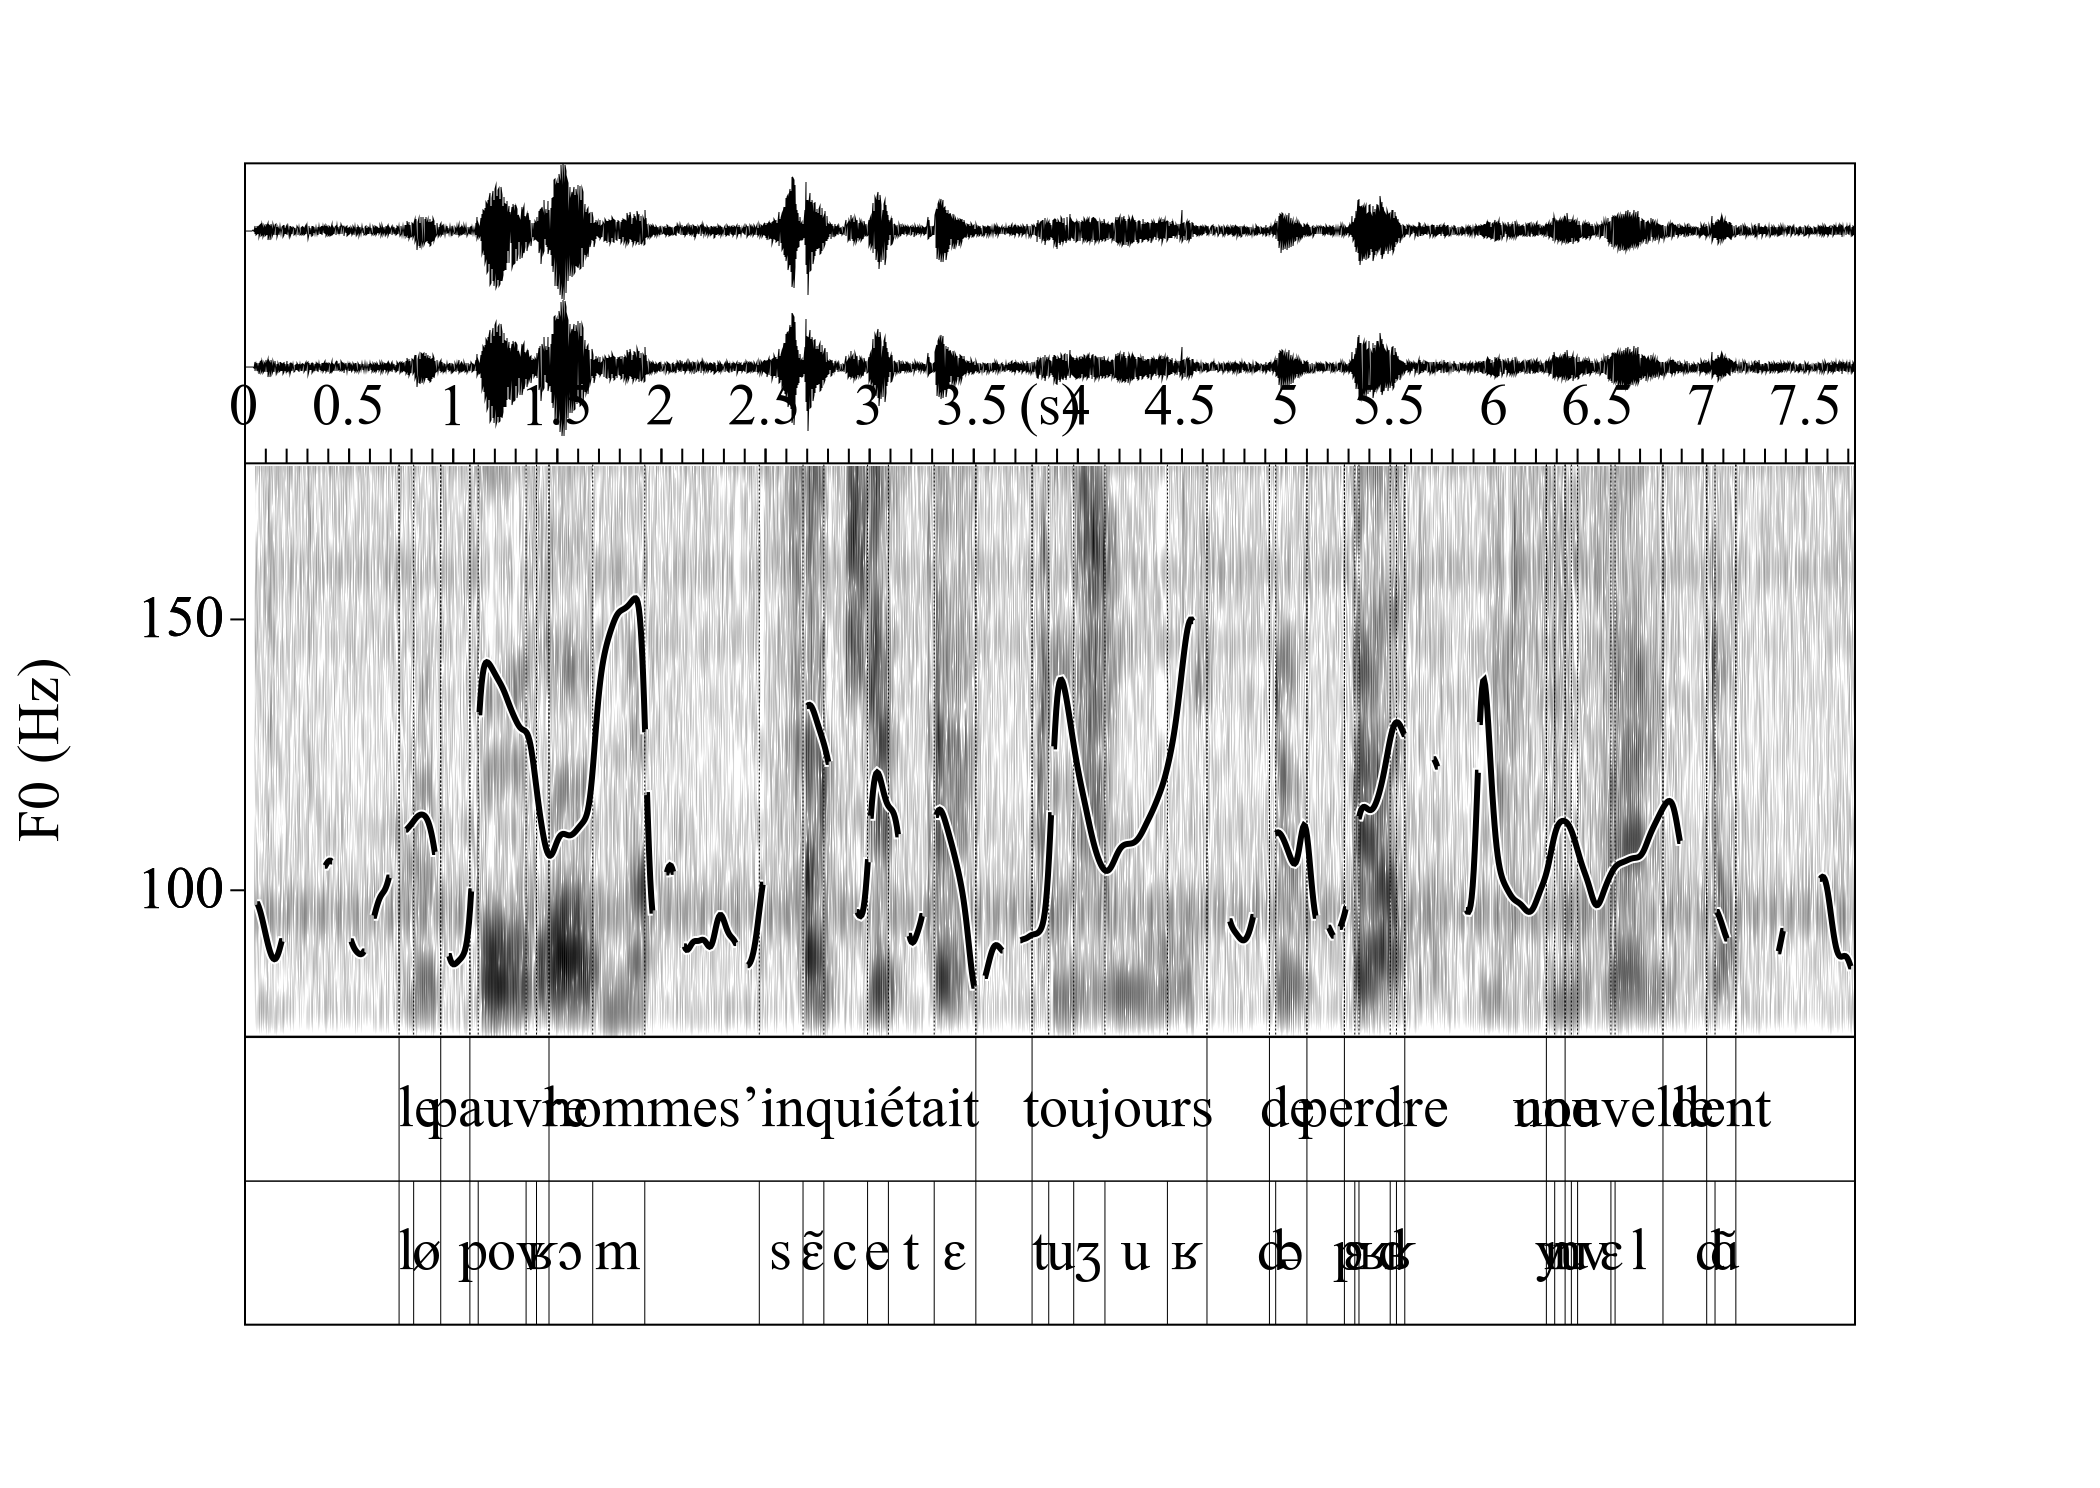 0 0.5 1 1.5 2 2.5 3 3.5 (s) 4 4.5 5 5.5 6 6.5 7 7.5
150
F0 (Hz)
100
le pauvre homme s’inquiétait toujours de perdre une nouvelle dent
l ø p o v ʁ ɔ m s ɛ̃ c e t ɛ t u ʒ u ʁ d ʁ d l d